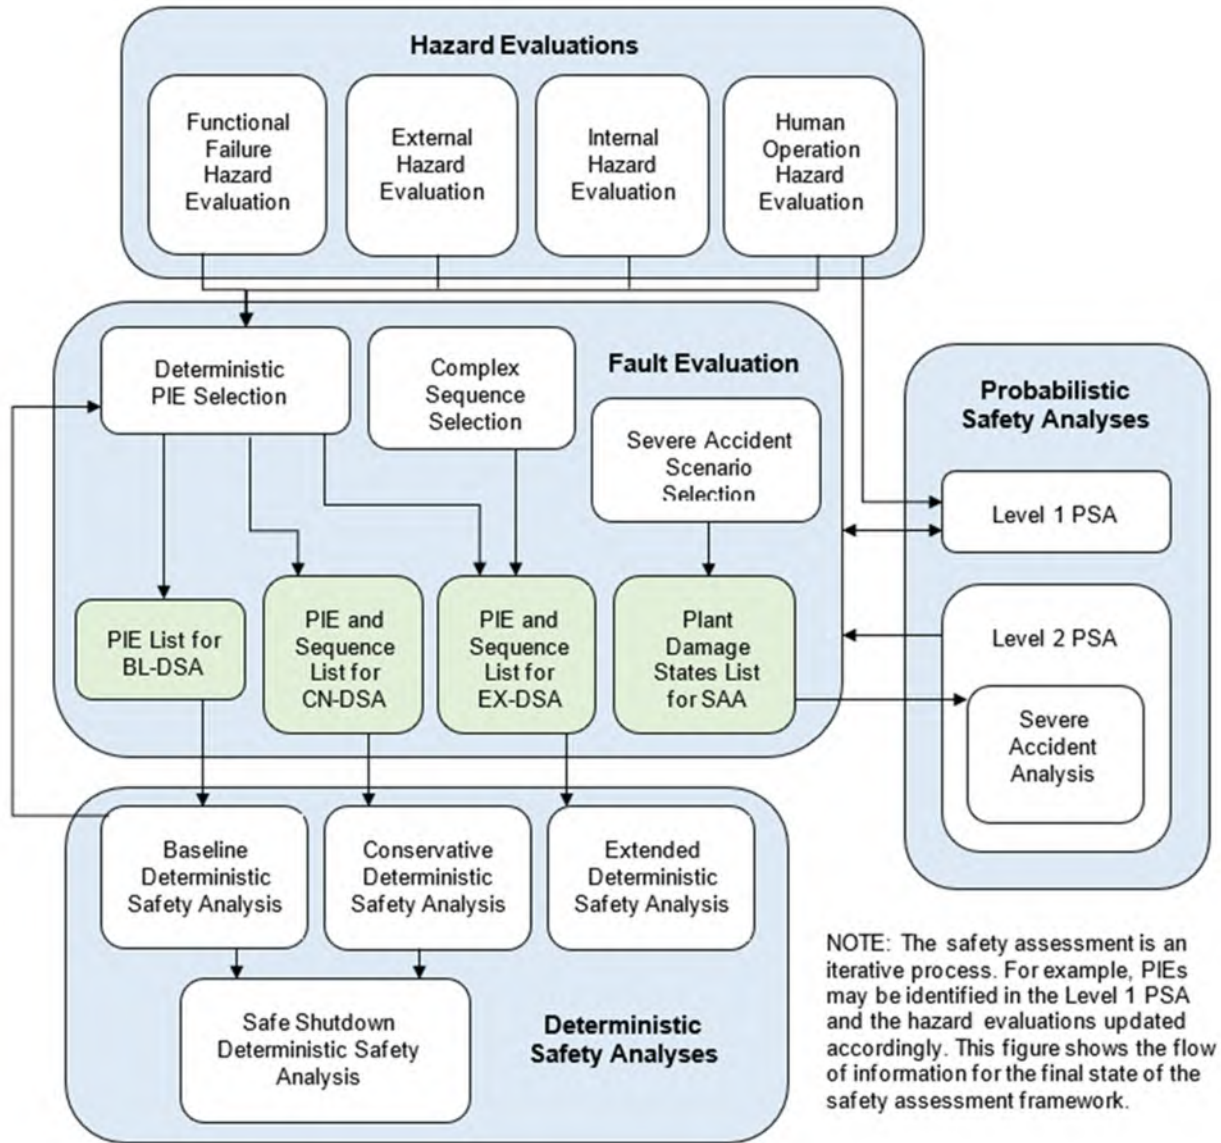 Hazard Evaluations
Functional
Failure
Hazard
Evaluation
External
Hazard
Evaluation
Internal
Hazard
Evaluation
Human
Operation
Hazard
Evaluation
Deterministic
PIE Selection
Complex
Sequence
Selection
Fault Evaluation
Severe Accident
Scenario
Selection
PIE List for
BL-DSA
PIE and
Sequence
List for
CN-DSA
PIE and
Sequence
List for
EX-DSA
Plant
Damage
States List
for SAA
Probabilistic
Safety Analyses
Level 1 PSA
Level 2 PSA
Severe
Accident
Analysis
Baseline
Deterministic
Safety Analysis
Conservative
Deterministic
Safety Analysis
Extended
Deterministic
Safety Analysis
Safe Shutdown
Deterministic Safety
Analysis
Deterministic
Safety Analyses
NOTE: The safety assessment is an
iterative process. For example, PIEs
may be identified in the Level 1 PSA
and the hazard evaluations updated
accordingly. This figure shows the flow
of information for the final state of the
safety assessment framework.